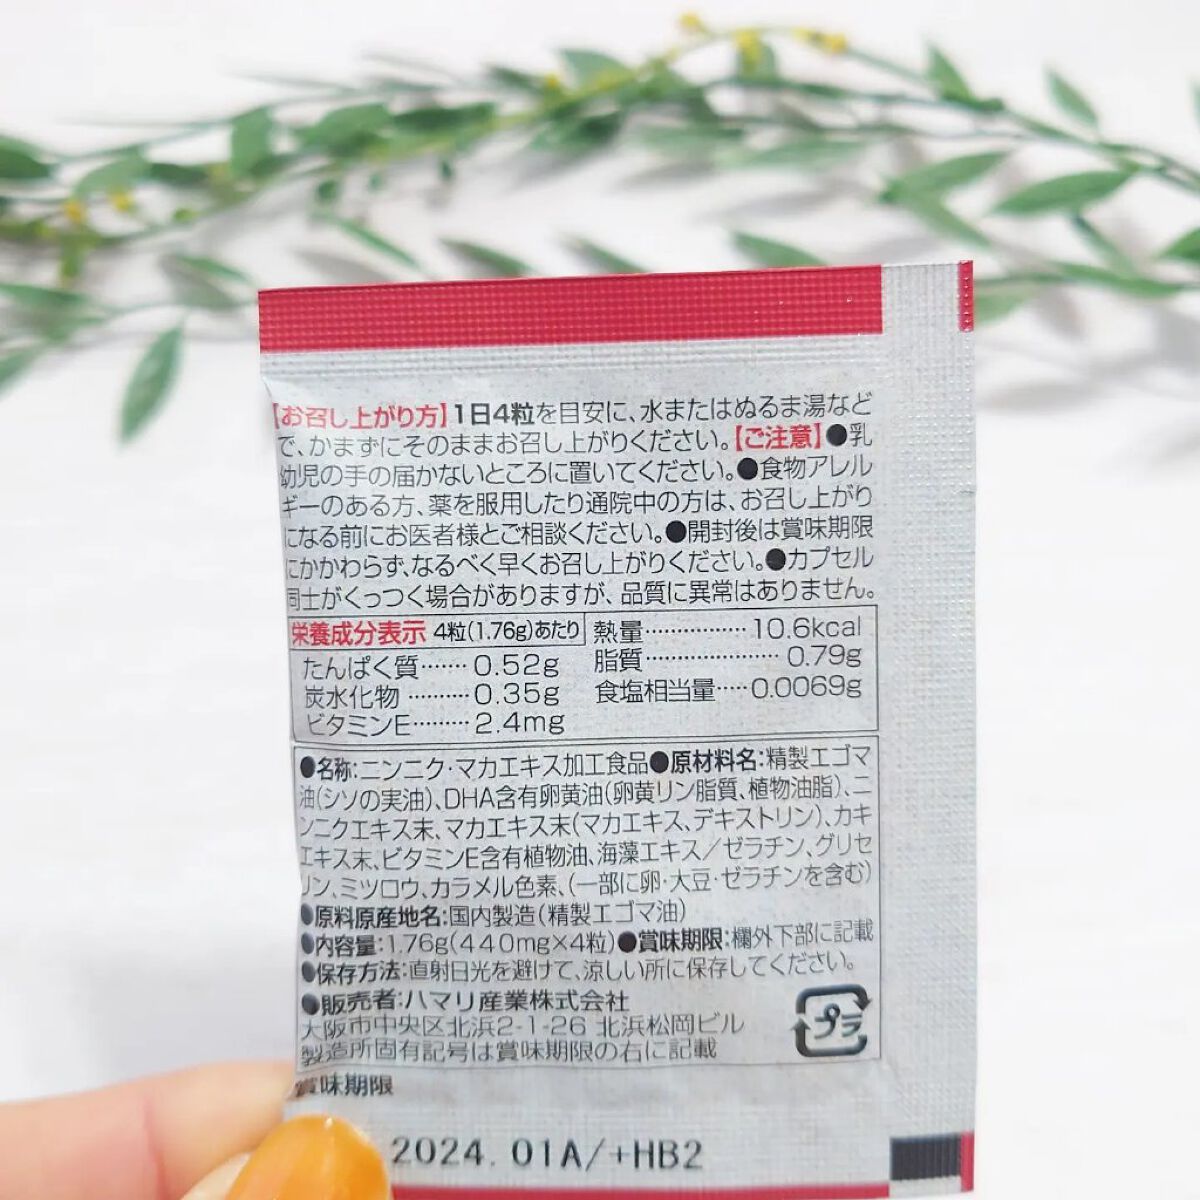 【お召し上がり方】1日4粒を目安に、水またはぬるま湯など
で、かまずにそのままお召し上がりください。【ご注意】●乳
幼児の手の届かないところに置いてください。●食物アレル
ギーのある方、薬を服用したり通院中の方は、お召し上がり
になる前にお医者様とご相談ください。●開封後は賞味期限
にかかわらず、なるべく早くお召し上がりください。●カプセル
同士がくっつく場合がありますが、品質に異常はありません。
栄養成分表示 4粒(1.76g)あたり
熱量……………10.6kcal
たんぱく質……0.52g
脂質………………0.79g
炭水化物………0.35g
食塩相当量……0.0069g
ビタミンE………2.4mg
●名称:ニンニク・マカエキス加工食品●原材料名:精製エゴマ
油(シソの実油)、DHA含有卵黄油(卵黄リン脂質、植物油脂)、ニ
ンニクエキス末、マカエキス末(マカエキス、デキストリン)、カキ
エキス末、ビタミンE含有植物油、海藻エキス/ゼラチン、グリセ
リン、ミツロウ、カラメル色素、(一部に卵・大豆・ゼラチンを含む)
●原料原産地名:国内製造(精製エゴマ油)
●内容量:1.76g(440mg×4粒)●賞味期限:欄外下部に記載
●保存方法:直射日光を避けて、涼しい所に保存してください。
●販売者:ハマリ産業株式会社
大阪市中央区北浜2-1-26 北浜松岡ビル
製造所固有記号は賞味期限の右に記載
プラ
賞味期限
2024.01A/+HB2